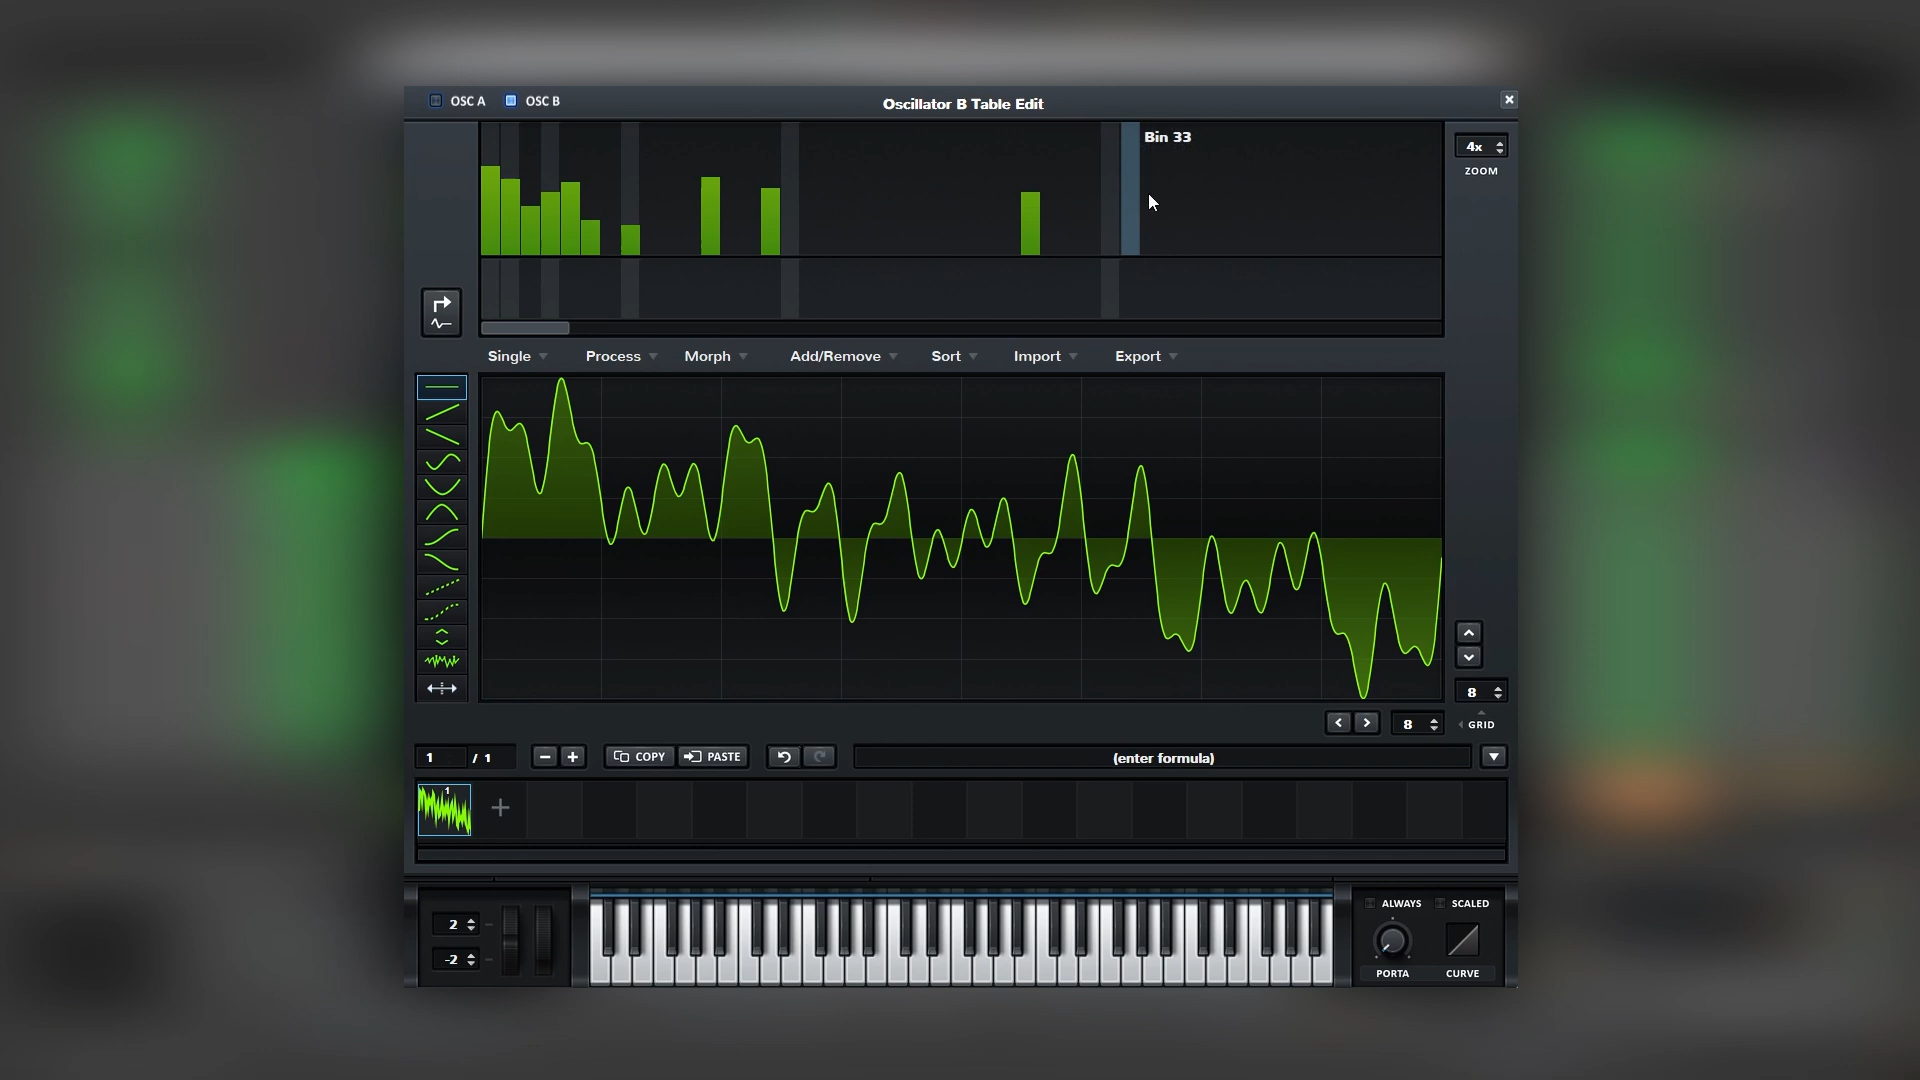 OSC A OSC B Oscillator B Table Edit
Bin 33
4x
ZOOM
Single Process Morph Add/Remove Sort Import Export
8
8 GRID
1 / 1 COPY PASTE (enter formula)
1
ALWAYS SCALED
2
-2
PORTA CURVE